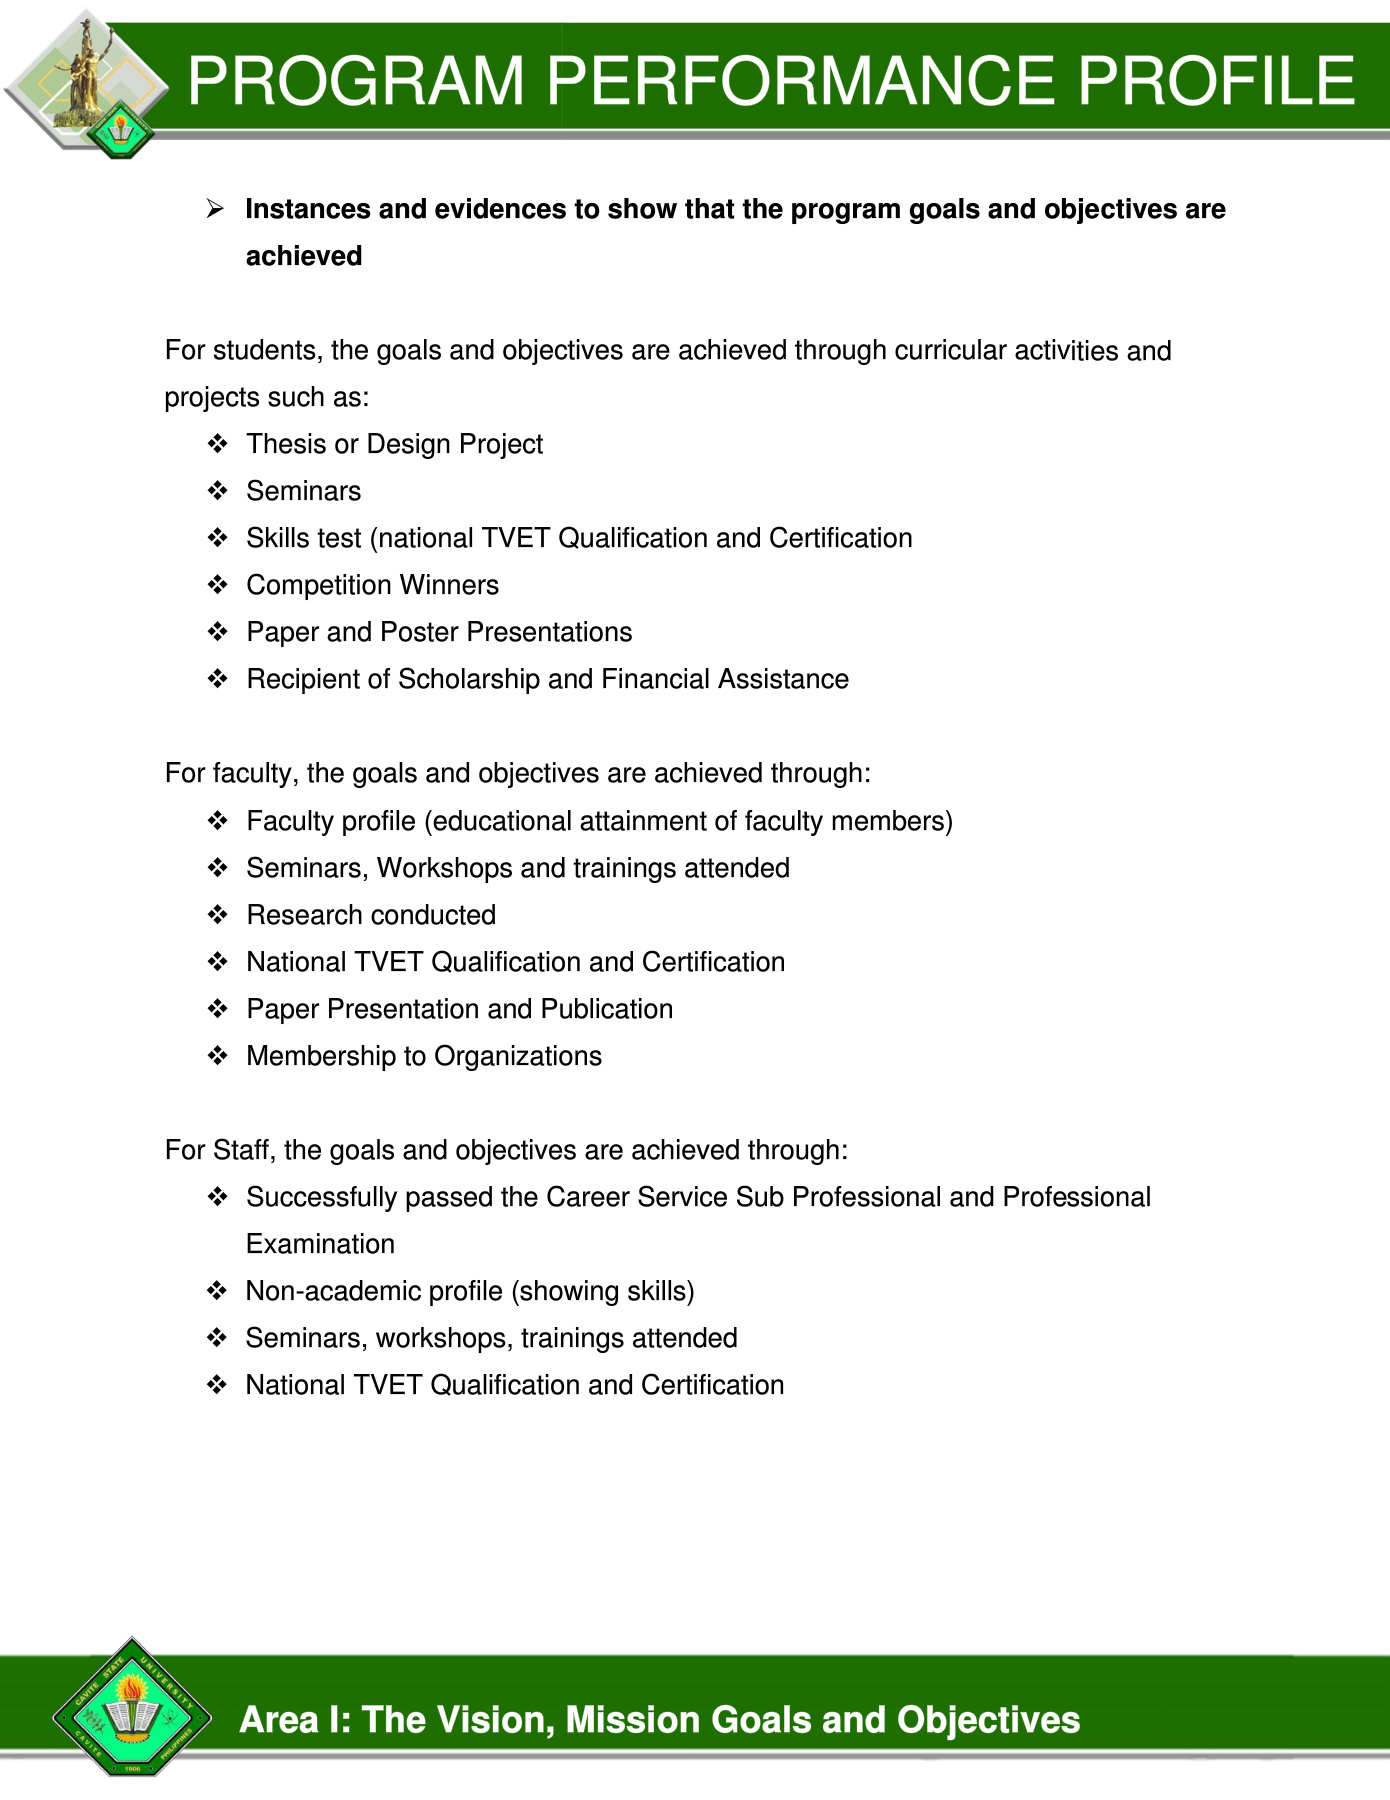 PROGRAM PERFORMANCE PROFILE
➢ Instances and evidences to show that the program goals and objectives are
achieved
For students, the goals and objectives are achieved through curricular activities and
projects such as:
❖ Thesis or Design Project
❖ Seminars
❖ Skills test (national TVET Qualification and Certification
❖ Competition Winners
❖ Paper and Poster Presentations
❖ Recipient of Scholarship and Financial Assistance
For faculty, the goals and objectives are achieved through:
❖ Faculty profile (educational attainment of faculty members)
❖ Seminars, Workshops and trainings attended
❖ Research conducted
❖ National TVET Qualification and Certification
❖ Paper Presentation and Publication
❖ Membership to Organizations
For Staff, the goals and objectives are achieved through:
❖ Successfully passed the Career Service Sub Professional and Professional
Examination
❖ Non-academic profile (showing skills)
❖ Seminars, workshops, trainings attended
❖ National TVET Qualification and Certification
CAVITE STATE UNIVERSITY
CAVITE PHILIPPINES
1906
Area I: The Vision, Mission Goals and Objectives